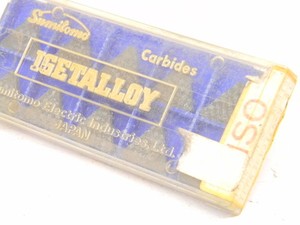 Sumitomo
Carbides
IGETALLOY
Sumitomo Electric Industries, Ltd.
JAPAN
ISO